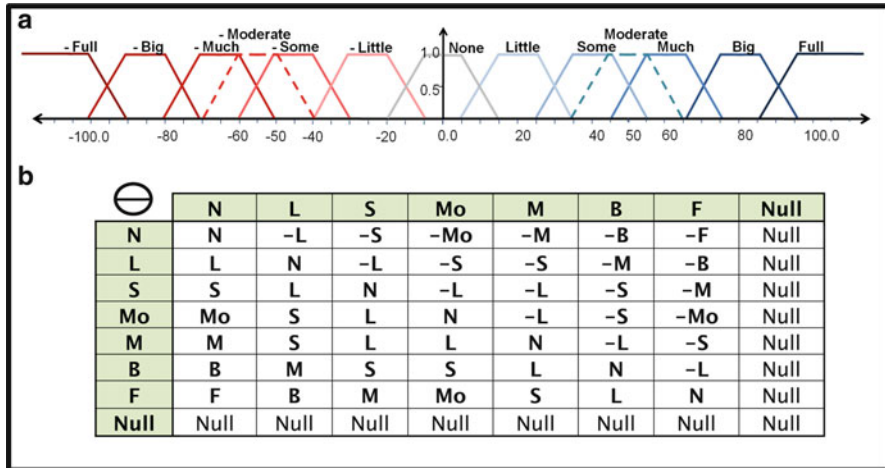 a
- Moderate
Moderate
- Full - Big - Much - Some - Little None Little Some Much Big Full
1.0
0.5
-100.0 -80 -60 -50 -40 -20 0.0 20 40 50 60 80 100.0
b
⊖ N L S Mo M B F Null
N N –L –S –Mo –M –B –F Null
L L N –L –S –S –M –B Null
S S L N –L –L –S –M Null
Mo Mo S L N –L –S –Mo Null
M M S L L N –L –S Null
B B M S S L N –L Null
F F B M Mo S L N Null
Null Null Null Null Null Null Null Null Null